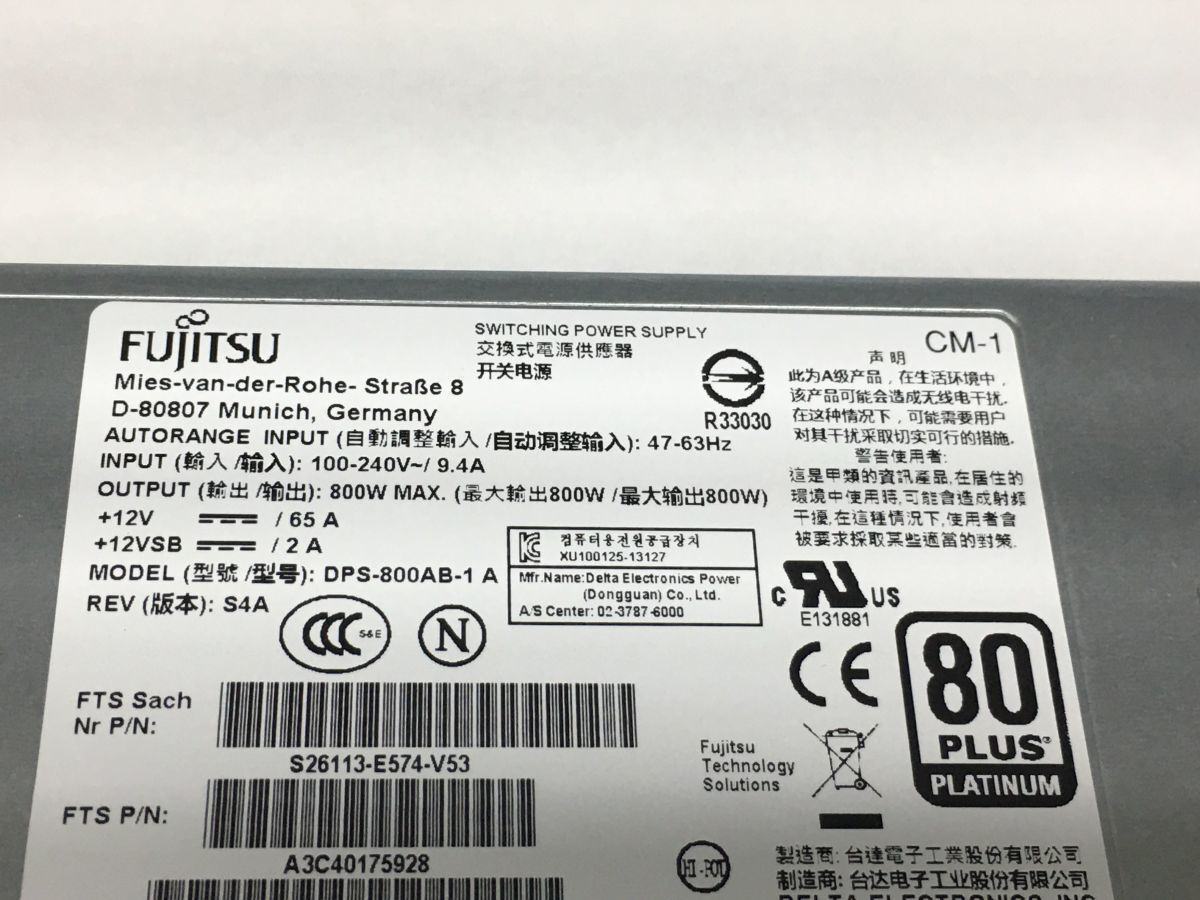 FUJITSU
Mies-van-der-Rohe- Straße 8
D-80807 Munich, Germany
SWITCHING POWER SUPPLY
交換式電源供應器
开关电源
R33030
CM-1
声 明
此为A级产品，在生活环境中，
该产品可能会造成无线电干扰.
在这种情况下，可能需要用户
对其干扰采取切实可行的措施.
警告使用者:
這是甲類的資訊產品,在居住的
環境中使用時,可能會造成射頻
干擾,在這種情況下,使用者會
被要求採取某些適當的對策.
AUTORANGE INPUT (自動調整輸入 /自动调整输入): 47-63Hz
INPUT (輸入 /输入): 100-240V~/ 9.4A
OUTPUT (輸出 /输出): 800W MAX. (最大輸出800W /最大输出800W)
+12V / 65 A
+12VSB / 2 A
MODEL (型號 /型号): DPS-800AB-1 A
REV (版本): S4A
CCC S&E
N
KC
컴퓨터용전원공급장치
XU100125-13127
Mfr.Name:Delta Electronics Power
(Dongguan) Co., Ltd.
A/S Center: 02-3787-6000
c RU US
E131881
CE
80
PLUS®
PLATINUM
FTS Sach
Nr P/N:
S26113-E574-V53
FTS P/N:
A3C40175928
Fujitsu
Technology
Solutions
HI-POT
製造商: 台達電子工業股份有限公司
制造商: 台达电子工业股份有限公司
DELTA ELECTRONICS, INC